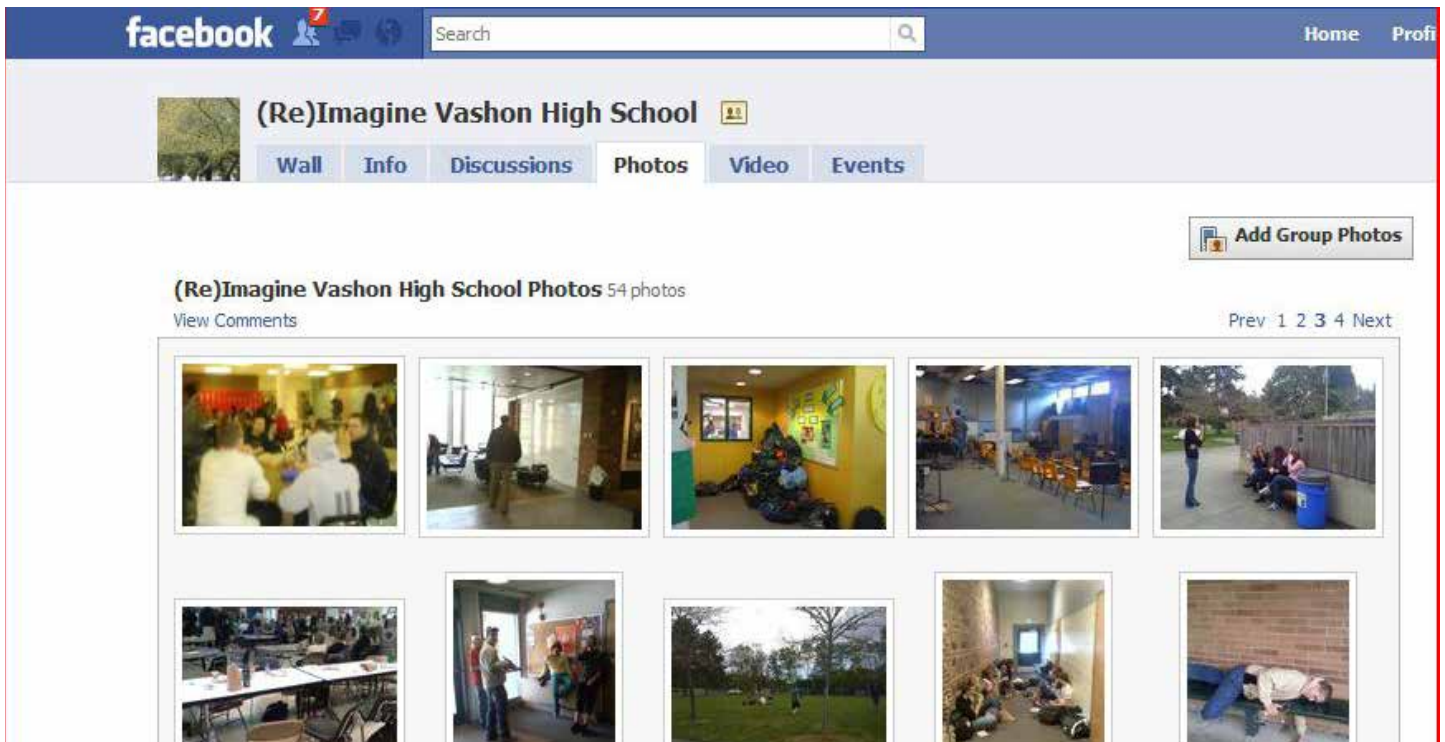 facebook 7 Search Home Profi
(Re)Imagine Vashon High School
Wall Info Discussions Photos Video Events
Add Group Photos
(Re)Imagine Vashon High School Photos 54 photos
View Comments Prev 1 2 3 4 Next